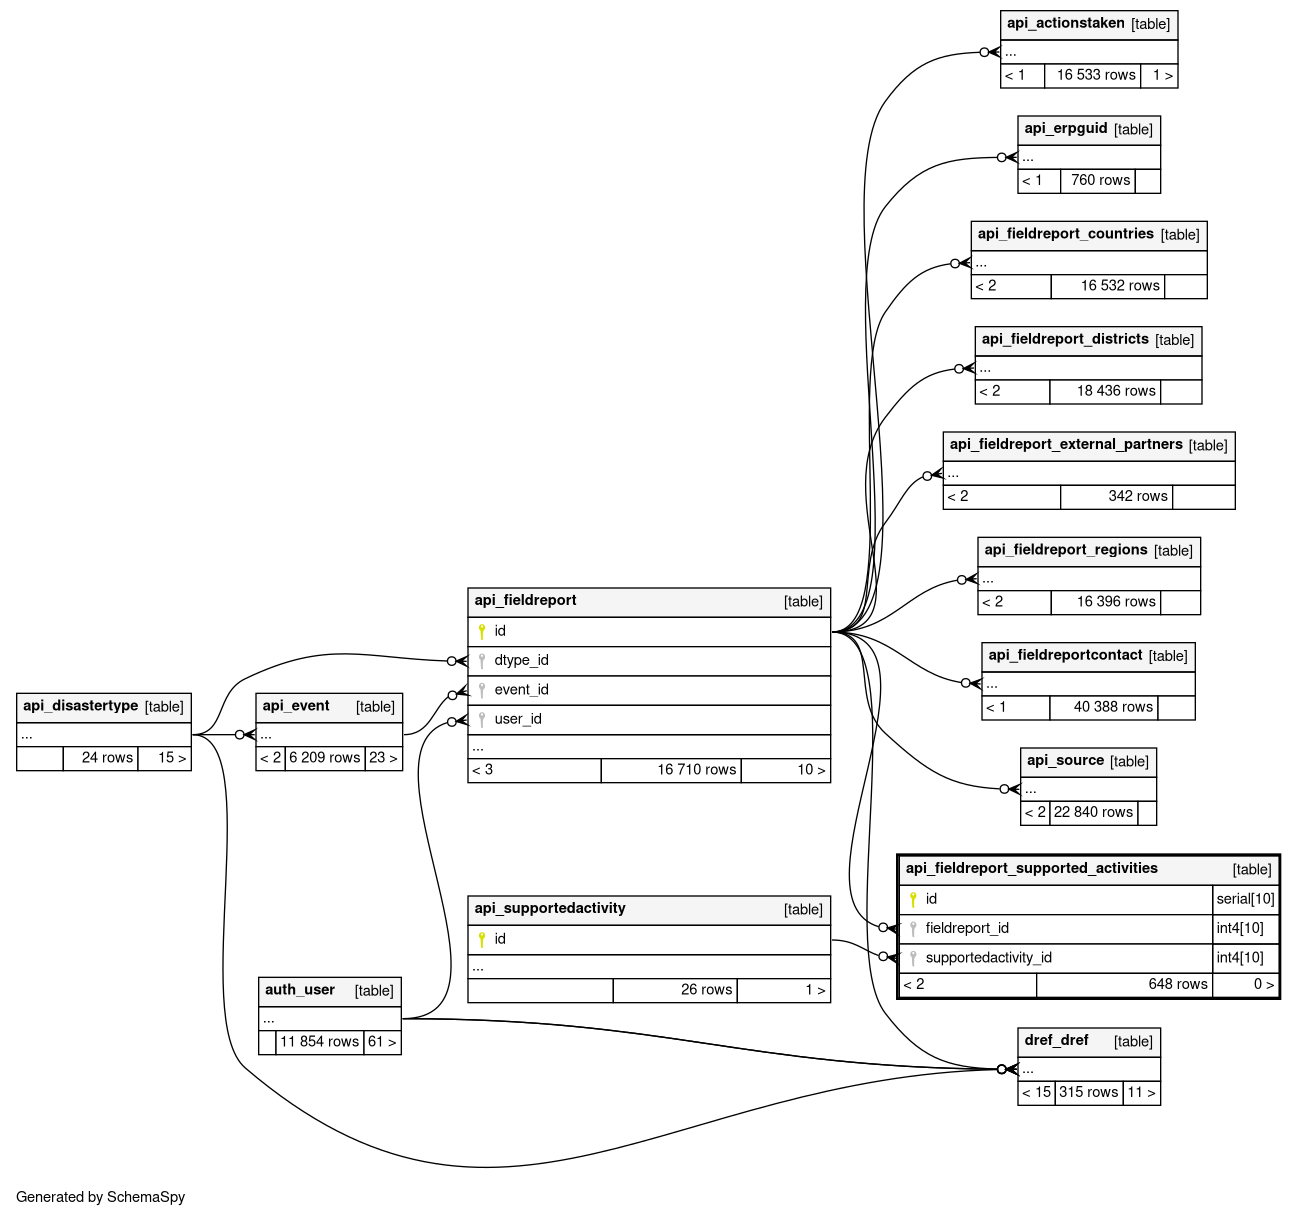 api_actionstaken [table]
...
< 1 16 533 rows 1 >
api_erpguid [table]
...
< 1 760 rows
api_fieldreport_countries [table]
...
< 2 16 532 rows
api_fieldreport_districts [table]
...
< 2 18 436 rows
api_fieldreport_external_partners [table]
...
< 2 342 rows
api_fieldreport_regions [table]
...
< 2 16 396 rows
api_fieldreport [table]
id
dtype_id
event_id
user_id
...
< 3 16 710 rows 10 >
api_fieldreportcontact [table]
...
< 1 40 388 rows
api_disastertype [table]
...
24 rows 15 >
api_event [table]
...
< 2 6 209 rows 23 >
api_source [table]
...
< 2 22 840 rows
api_fieldreport_supported_activities [table]
id serial[10]
fieldreport_id int4[10]
supportedactivity_id int4[10]
< 2 648 rows 0 >
api_supportedactivity [table]
id
...
26 rows 1 >
auth_user [table]
...
11 854 rows 61 >
dref_dref [table]
...
< 15 315 rows 11 >
Generated by SchemaSpy